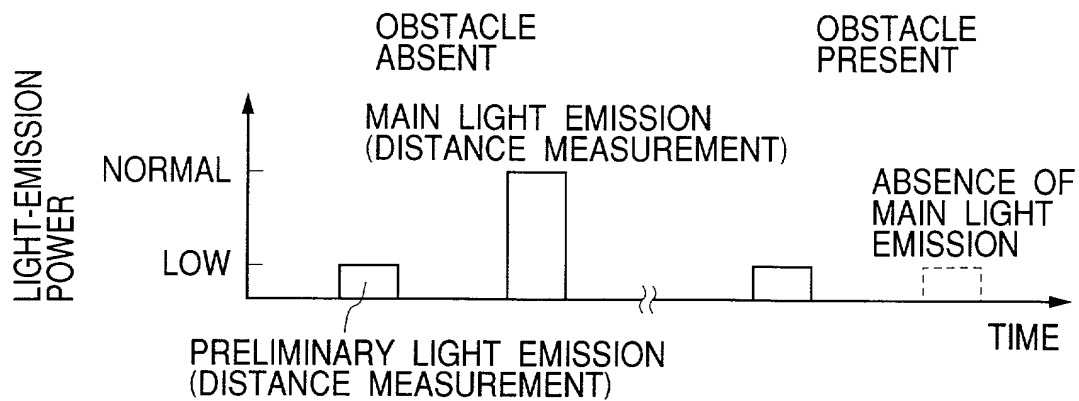 OBSTACLE
ABSENT
OBSTACLE
PRESENT
LIGHT-EMISSION
POWER
MAIN LIGHT EMISSION
(DISTANCE MEASUREMENT)
NORMAL
ABSENCE OF
MAIN LIGHT
EMISSION
LOW
TIME
PRELIMINARY LIGHT EMISSION
(DISTANCE MEASUREMENT)